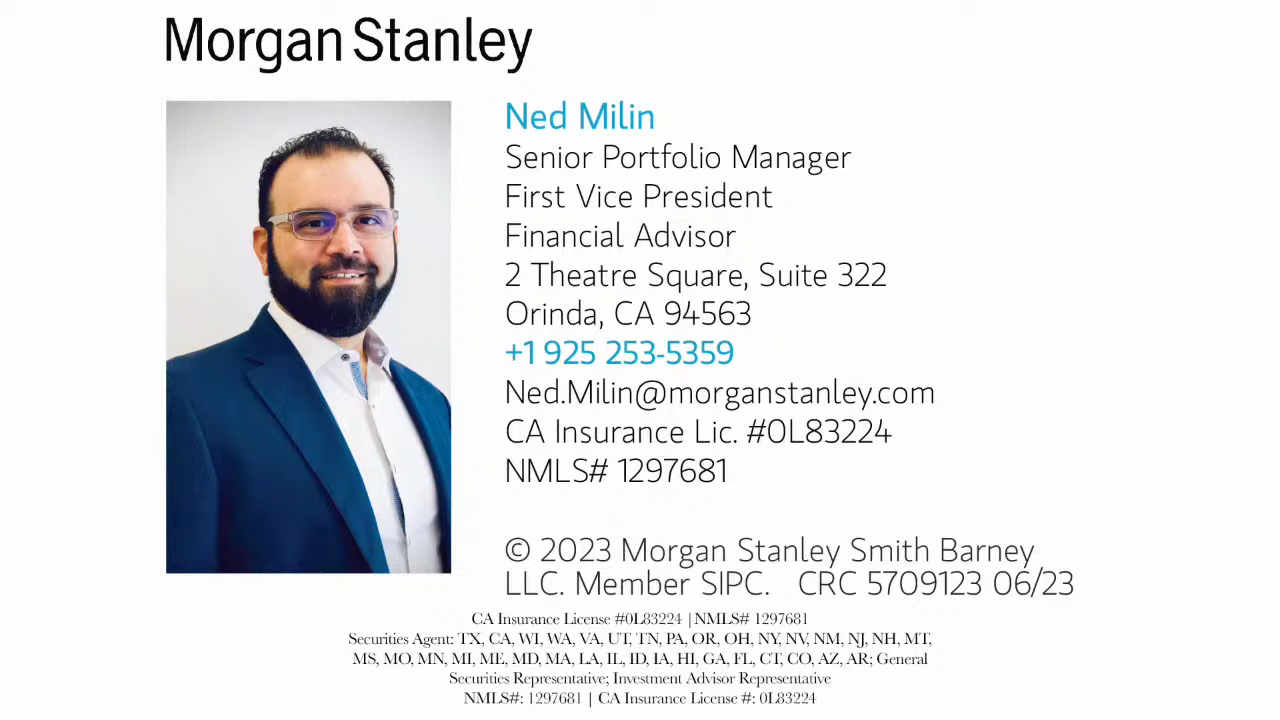 Morgan Stanley
Ned Milin
Senior Portfolio Manager
First Vice President
Financial Advisor
2 Theatre Square, Suite 322
Orinda, CA 94563
+1 925 253-5359
Ned.Milin@morganstanley.com
CA Insurance Lic. #0L83224
NMLS# 1297681
© 2023 Morgan Stanley Smith Barney
LLC. Member SIPC. CRC 5709123 06/23
CA Insurance License #0L83224 | NMLS# 1297681
Securities Agent: TX, CA, WI, WA, VA, UT, TN, PA, OR, OH, NY, NV, NM, NJ, NH, MT,
MS, MO, MN, MI, ME, MD, MA, LA, IL, ID, IA, HI, GA, FL, CT, CO, AZ, AR; General
Securities Representative; Investment Advisor Representative
NMLS#: 1297681 | CA Insurance License #: 0L83224